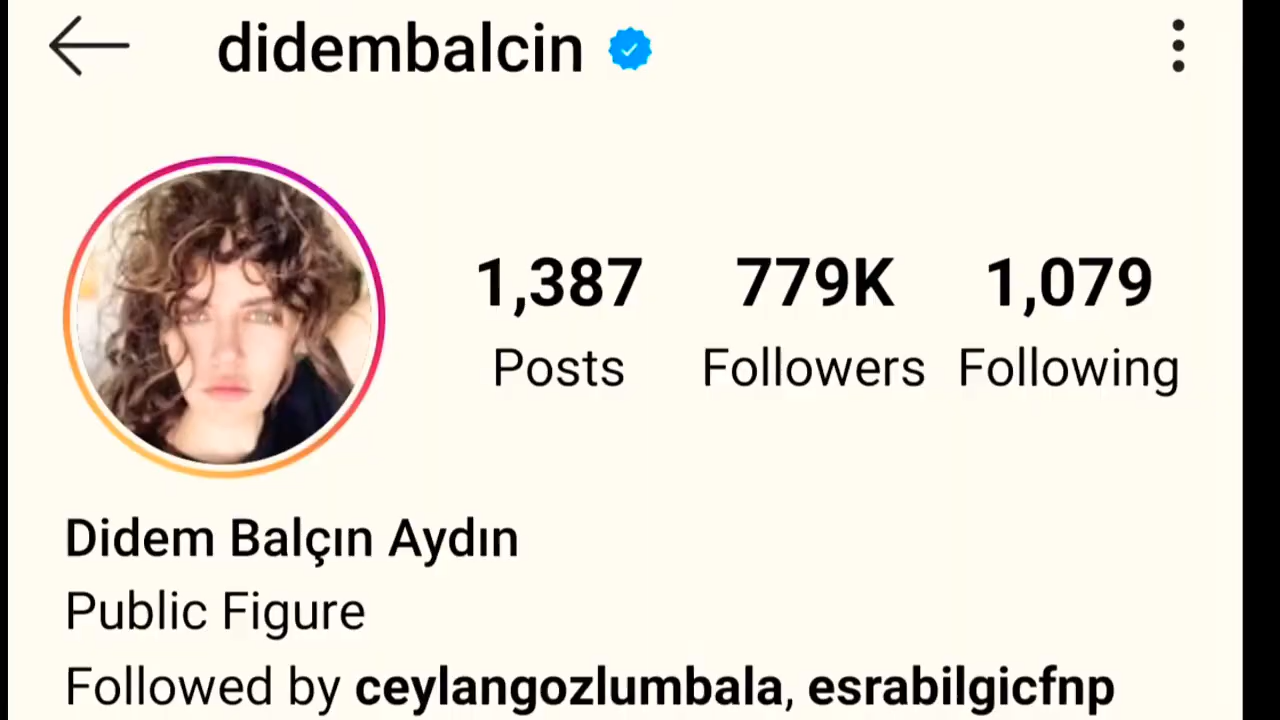 didembalcin
1,387 779K 1,079
Posts Followers Following
Didem Balçın Aydın
Public Figure
Followed by ceylangozlumbala, esrabilgicfnp